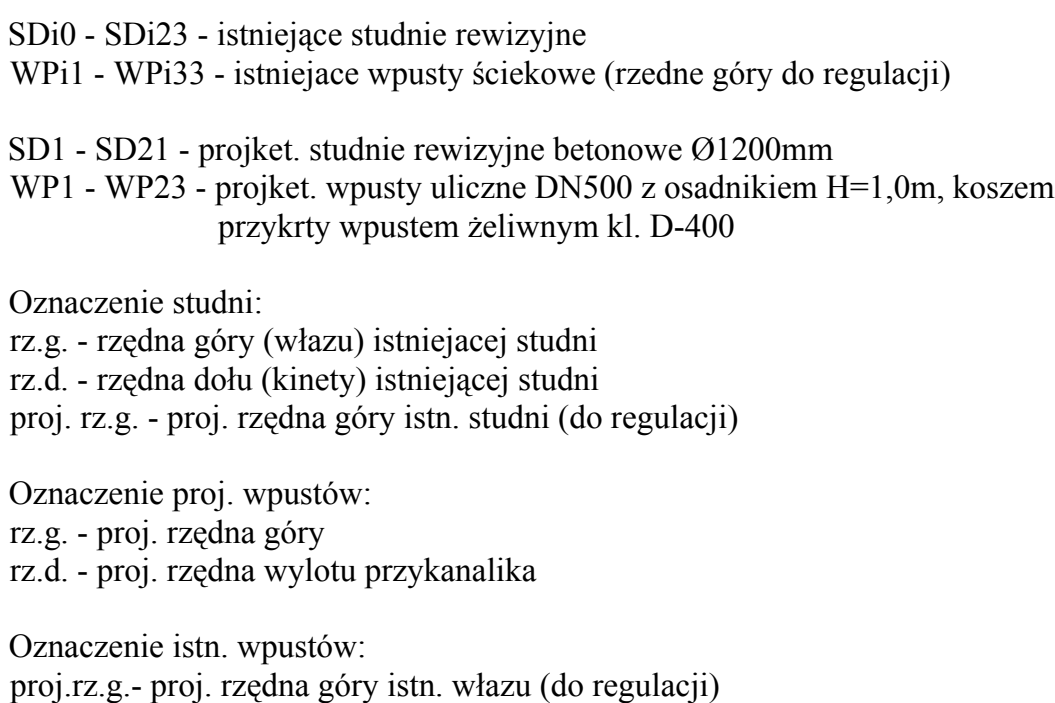 SDi0 - SDi23 - istniejące studnie rewizyjne
WPi1 - WPi33 - istniejace wpusty ściekowe (rzedne góry do regulacji)
SD1 - SD21 - projket. studnie rewizyjne betonowe Ø1200mm
WP1 - WP23 - projket. wpusty uliczne DN500 z osadnikiem H=1,0m, koszem
przykrty wpustem żeliwnym kl. D-400
Oznaczenie studni:
rz.g. - rzędna góry (włazu) istniejacej studni
rz.d. - rzędna dołu (kinety) istniejącej studni
proj. rz.g. - proj. rzędna góry istn. studni (do regulacji)
Oznaczenie proj. wpustów:
rz.g. - proj. rzędna góry
rz.d. - proj. rzędna wylotu przykanalika
Oznaczenie istn. wpustów:
proj.rz.g.- proj. rzędna góry istn. włazu (do regulacji)